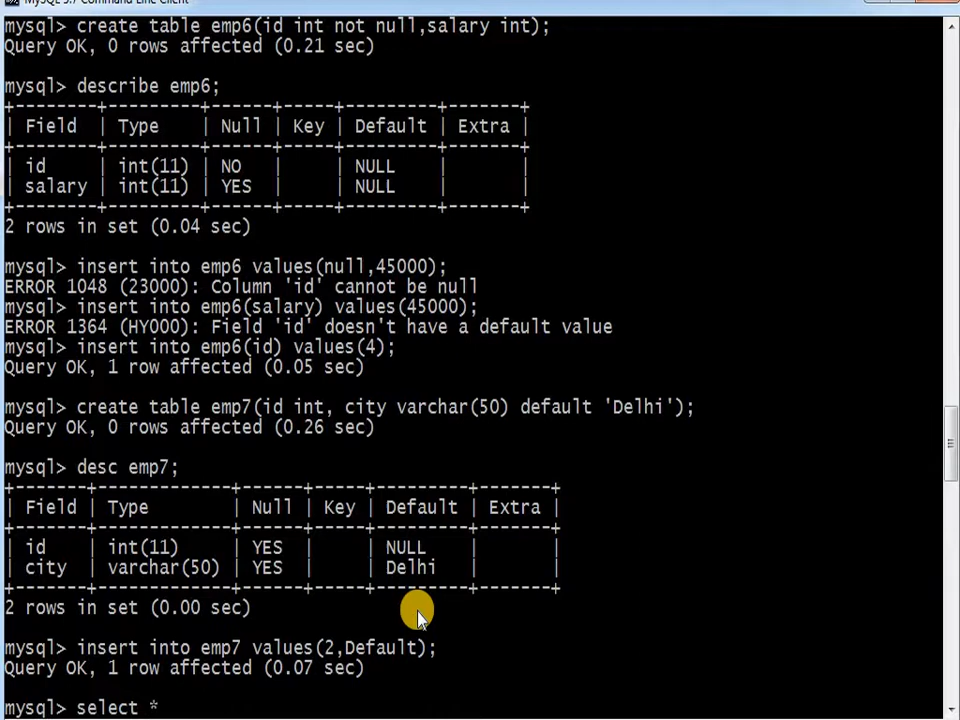 MySQL 5.7 Command Line Client
mysql> create table emp6(id int not null,salary int);
Query OK, 0 rows affected (0.21 sec)
mysql> describe emp6;
+--------+---------+------+-----+---------+-------+
| Field  | Type    | Null | Key | Default | Extra |
+--------+---------+------+-----+---------+-------+
| id     | int(11) | NO   |     | NULL    |       |
| salary | int(11) | YES  |     | NULL    |       |
+--------+---------+------+-----+---------+-------+
2 rows in set (0.04 sec)
mysql> insert into emp6 values(null,45000);
ERROR 1048 (23000): Column 'id' cannot be null
mysql> insert into emp6(salary) values(45000);
ERROR 1364 (HY000): Field 'id' doesn't have a default value
mysql> insert into emp6(id) values(4);
Query OK, 1 row affected (0.05 sec)
mysql> create table emp7(id int, city varchar(50) default 'Delhi');
Query OK, 0 rows affected (0.26 sec)
mysql> desc emp7;
+-------+-------------+------+-----+---------+-------+
| Field | Type        | Null | Key | Default | Extra |
+-------+-------------+------+-----+---------+-------+
| id    | int(11)     | YES  |     | NULL    |       |
| city  | varchar(50) | YES  |     | Delhi   |       |
+-------+-------------+------+-----+---------+-------+
2 rows in set (0.00 sec)
mysql> insert into emp7 values(2,Default);
Query OK, 1 row affected (0.07 sec)
mysql> select *